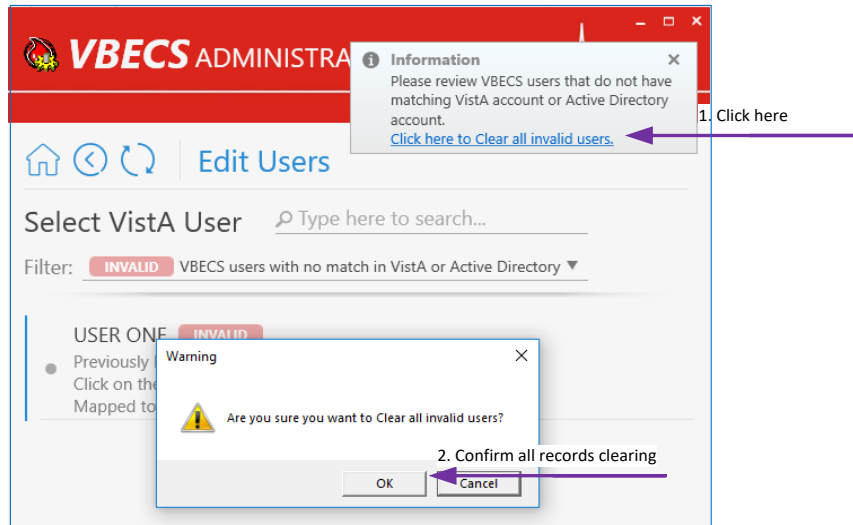 VBECS ADMINISTRA
Information
Please review VBECS users that do not have
matching VistA account or Active Directory
account.
Click here to Clear all invalid users.
1. Click here
Edit Users
Select VistA User
Type here to search...
Filter: INVALID VBECS users with no match in VistA or Active Directory
USER ONE INVALID
Previously
Click on the
Mapped to
Warning
Are you sure you want to Clear all invalid users?
2. Confirm all records clearing
OK Cancel